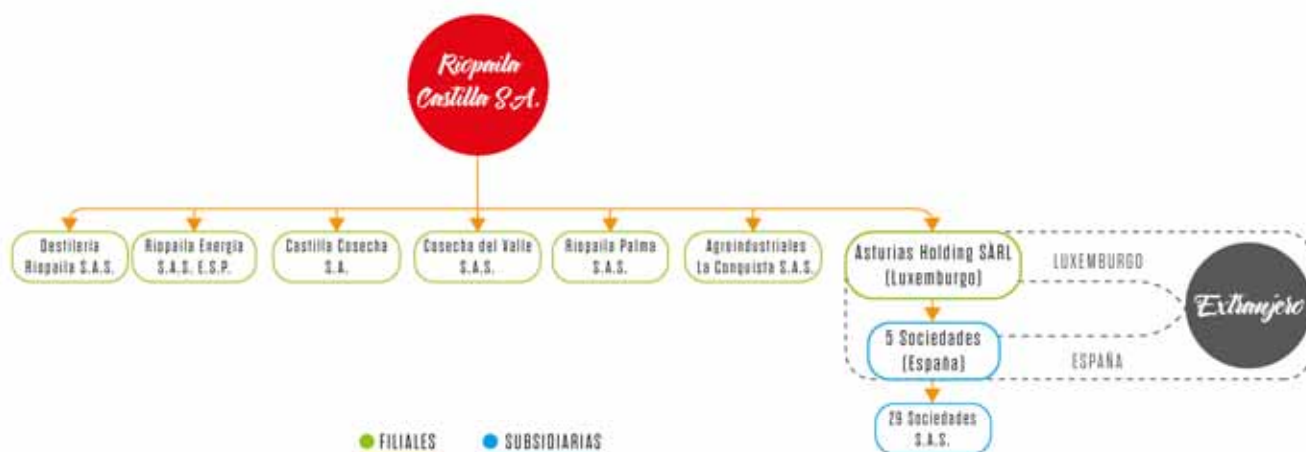 Riopaila
Castilla S.A.
Destilería
Riopaila S.A.S.
Riopaila Energía
S.A.S. E.S.P.
Castilla Cosecha
S.A.
Cosecha del Valle
S.A.S.
Riopaila Palma
S.A.S.
Agroindustriales
La Conquista S.A.S.
Asturias Holding SÀRL
(Luxemburgo)
LUXEMBURGO
Extranjero
5 Sociedades
(España)
ESPAÑA
29 Sociedades
S.A.S.
FILIALES
SUBSIDIARIAS